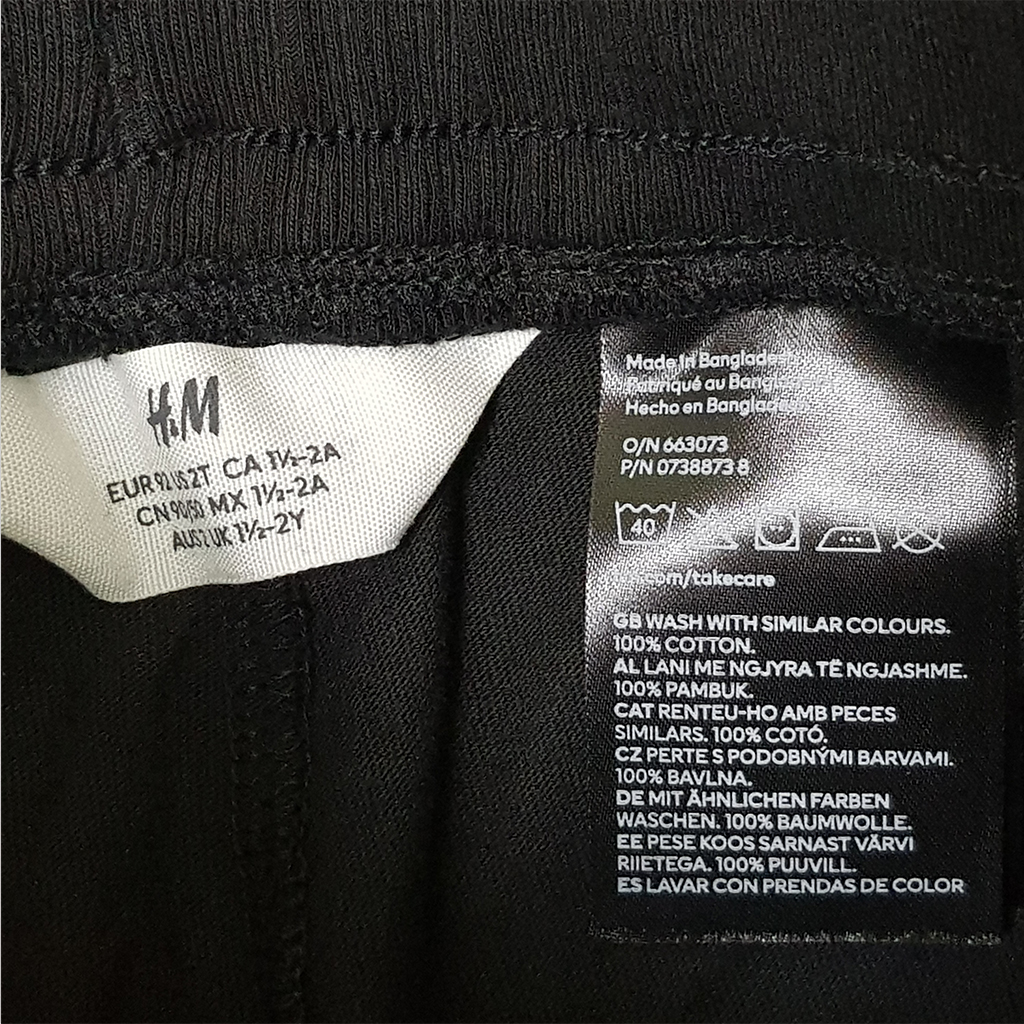 H&M
EUR 92 US 2T CA 1½-2A
CN 90/50 MX 1½-2A
AUS 2 UK 1½-2Y
Made in Bangladesh
Fabriqué au Bangladesh
Hecho en Bangladesh
O/N 663073
P/N 0738873 8
40
.com/takecare
GB WASH WITH SIMILAR COLOURS.
100% COTTON.
AL LANI ME NGJYRA TË NGJASHME.
100% PAMBUK.
CAT RENTEU-HO AMB PECES
SIMILARS. 100% COTÓ.
CZ PERTE S PODOBNÝMI BARVAMI.
100% BAVLNA.
DE MIT ÄHNLICHEN FARBEN
WASCHEN. 100% BAUMWOLLE.
EE PESE KOOS SARNAST VÄRVI
RIIETEGA. 100% PUUVILL.
ES LAVAR CON PRENDAS DE COLOR